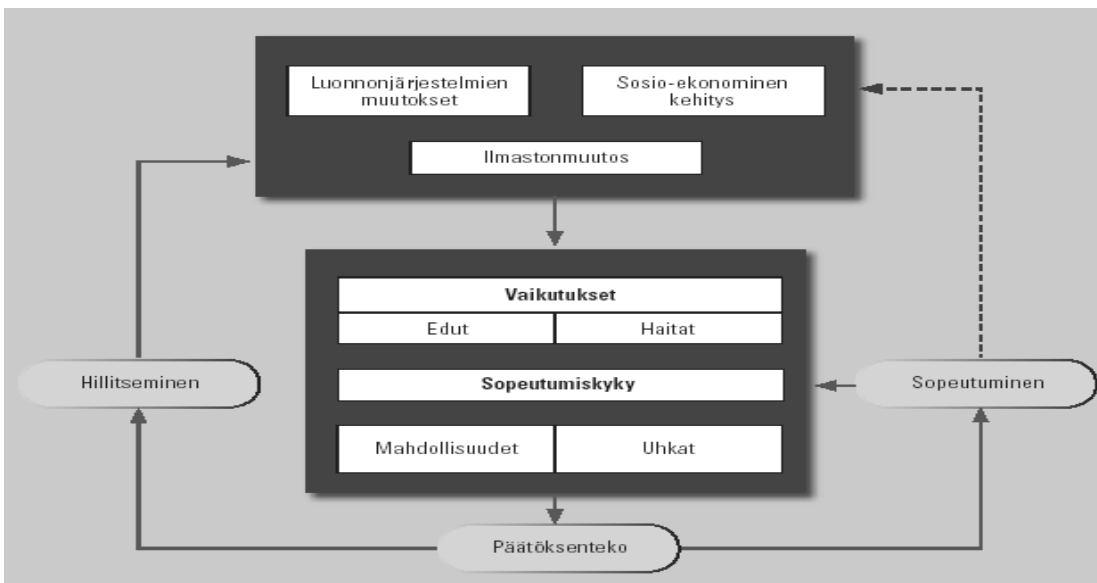 Luonnonjärjestelmien
muutokset
Sosio-ekonominen
kehitys
Ilmastonmuutos
Vaikutukset
Edut
Haitat
Hillitseminen
Sopeutumiskyky
Sopeutuminen
Mahdollisuudet
Uhkat
Päätöksenteko